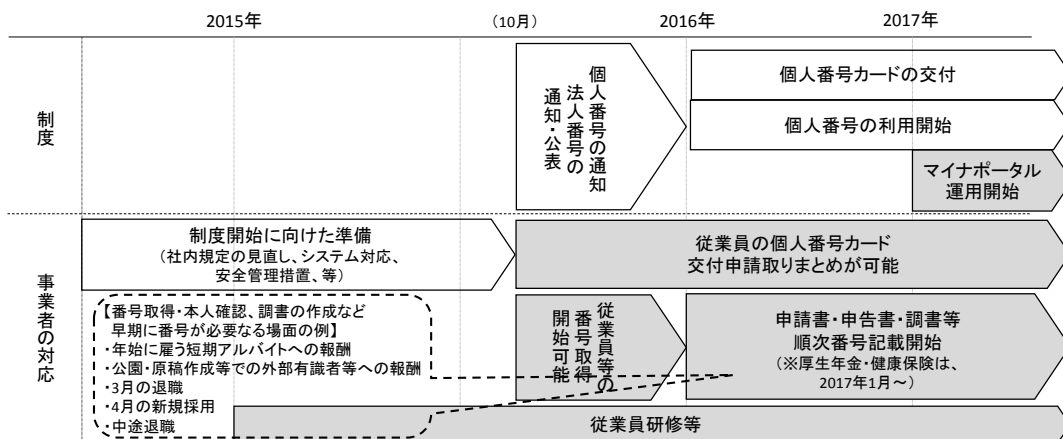 2015年
（10月）
2016年
2017年
制度
個人番号の通知
法人番号の
通知・公表
個人番号カードの交付
個人番号の利用開始
マイナポータル
運用開始
事業者の対応
制度開始に向けた準備
（社内規定の見直し、システム対応、
安全管理措置、等）
従業員の個人番号カード
交付申請取りまとめが可能
【番号取得・本人確認、調書の作成など
早期に番号が必要なる場面の例】
・年始に雇う短期アルバイトへの報酬
・公園・原稿作成等での外部有識者等への報酬
・3月の退職
・4月の新規採用
・中途退職
従業員等の
番号取得
開始可能
申請書・申告書・調書等
順次番号記載開始
（※厚生年金・健康保険は、
2017年1月～）
従業員研修等